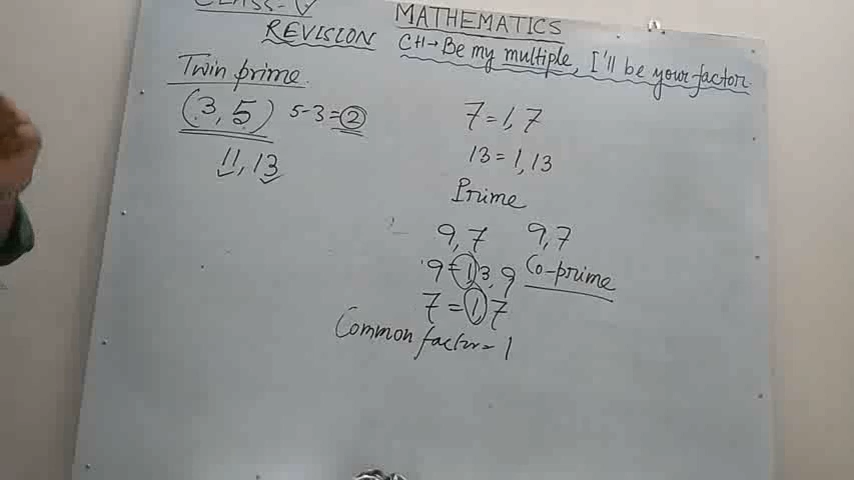 CLASS-V
MATHEMATICS
REVISION
CH→Be my multiple, I'll be your factor.
Twin prime.
(3, 5) 5-3=2
11, 13
7=1,7
13=1,13
Prime
9,7 9,7
9=1,3,9 Co-prime
7=1,7
Common factor=1